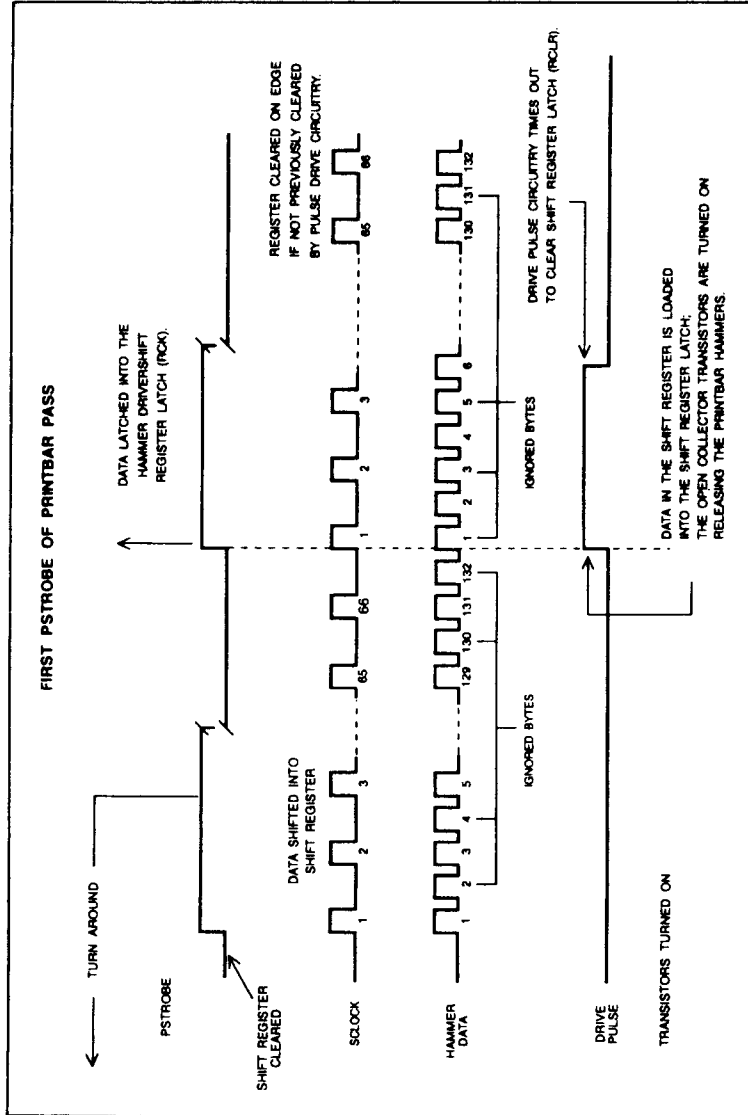 FIRST PSTROBE OF PRINTBAR PASS
TURN AROUND
DATA LATCHED INTO THE
HAMMER DRIVERSHIFT
REGISTER LATCH (RCK).
PSTROBE
SHIFT REGISTER
CLEARED
DATA SHIFTED INTO
SHIFT REGISTER
REGISTER CLEARED ON EDGE
IF NOT PREVIOUSLY CLEARED
BY PULSE DRIVE CIRCUITRY.
SCLOCK
1 2 3 65 66 1 2 3 65 66
HAMMER
DATA
1 2 3 4 5 129 130 131 132 1 2 3 4 5 6 130 131 132
IGNORED BYTES
IGNORED BYTES
DRIVE PULSE CIRCUITRY TIMES OUT
TO CLEAR SHIFT REGISTER LATCH (RCLR).
DRIVE
PULSE
TRANSISTORS TURNED ON
DATA IN THE SHIFT REGISTER IS LOADED
INTO THE SHIFT REGISTER LATCH;
THE OPEN COLLECTOR TRANSISTORS ARE TURNED ON
RELEASING THE PRINTBAR HAMMERS.